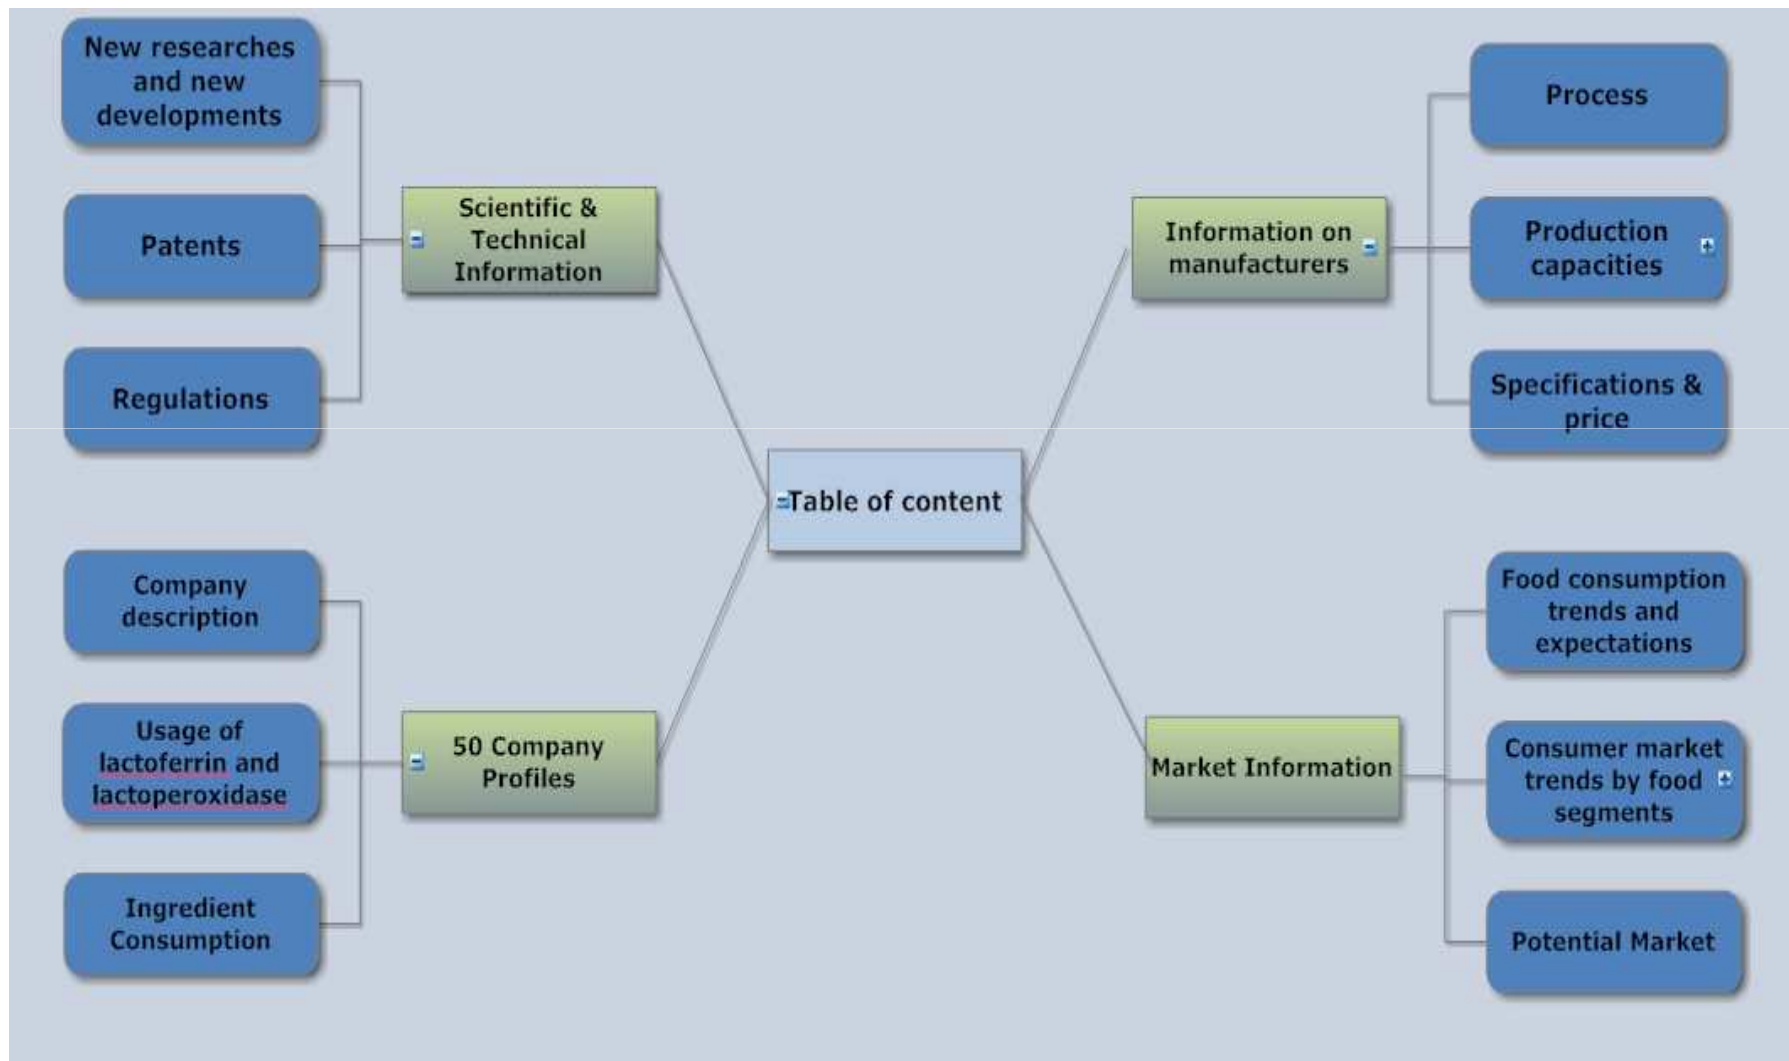 New researches
and new
developments
Patents
Regulations
Scientific &
Technical
Information
Process
Production
capacities
Specifications &
price
Information on
manufacturers
Table of content
Company
description
Usage of
lactoferrin and
lactoperoxidase
Ingredient
Consumption
50 Company
Profiles
Food consumption
trends and
expectations
Consumer market
trends by food
segments
Potential Market
Market Information